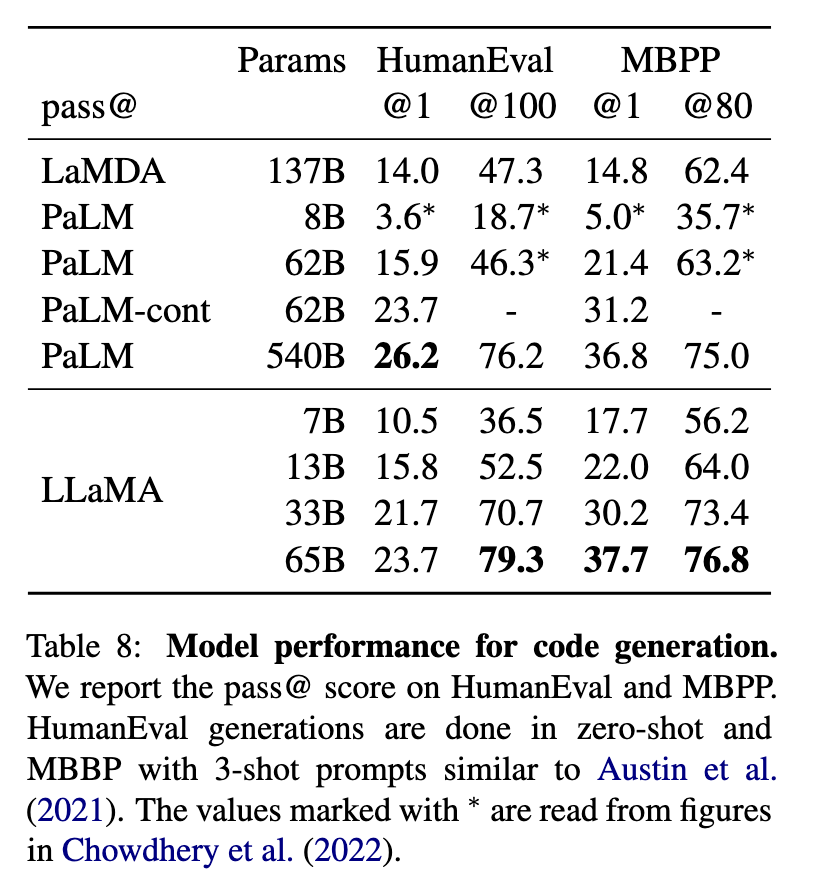 Params HumanEval MBPP
pass@ @1 @100 @1 @80
LaMDA 137B 14.0 47.3 14.8 62.4
PaLM 8B 3.6* 18.7* 5.0* 35.7*
PaLM 62B 15.9 46.3* 21.4 63.2*
PaLM-cont 62B 23.7 - 31.2 -
PaLM 540B 26.2 76.2 36.8 75.0
LLaMA
7B 10.5 36.5 17.7 56.2
13B 15.8 52.5 22.0 64.0
33B 21.7 70.7 30.2 73.4
65B 23.7 79.3 37.7 76.8
Table 8: Model performance for code generation.
We report the pass@ score on HumanEval and MBPP.
HumanEval generations are done in zero-shot and
MBBP with 3-shot prompts similar to Austin et al.
(2021). The values marked with * are read from figures
in Chowdhery et al. (2022).